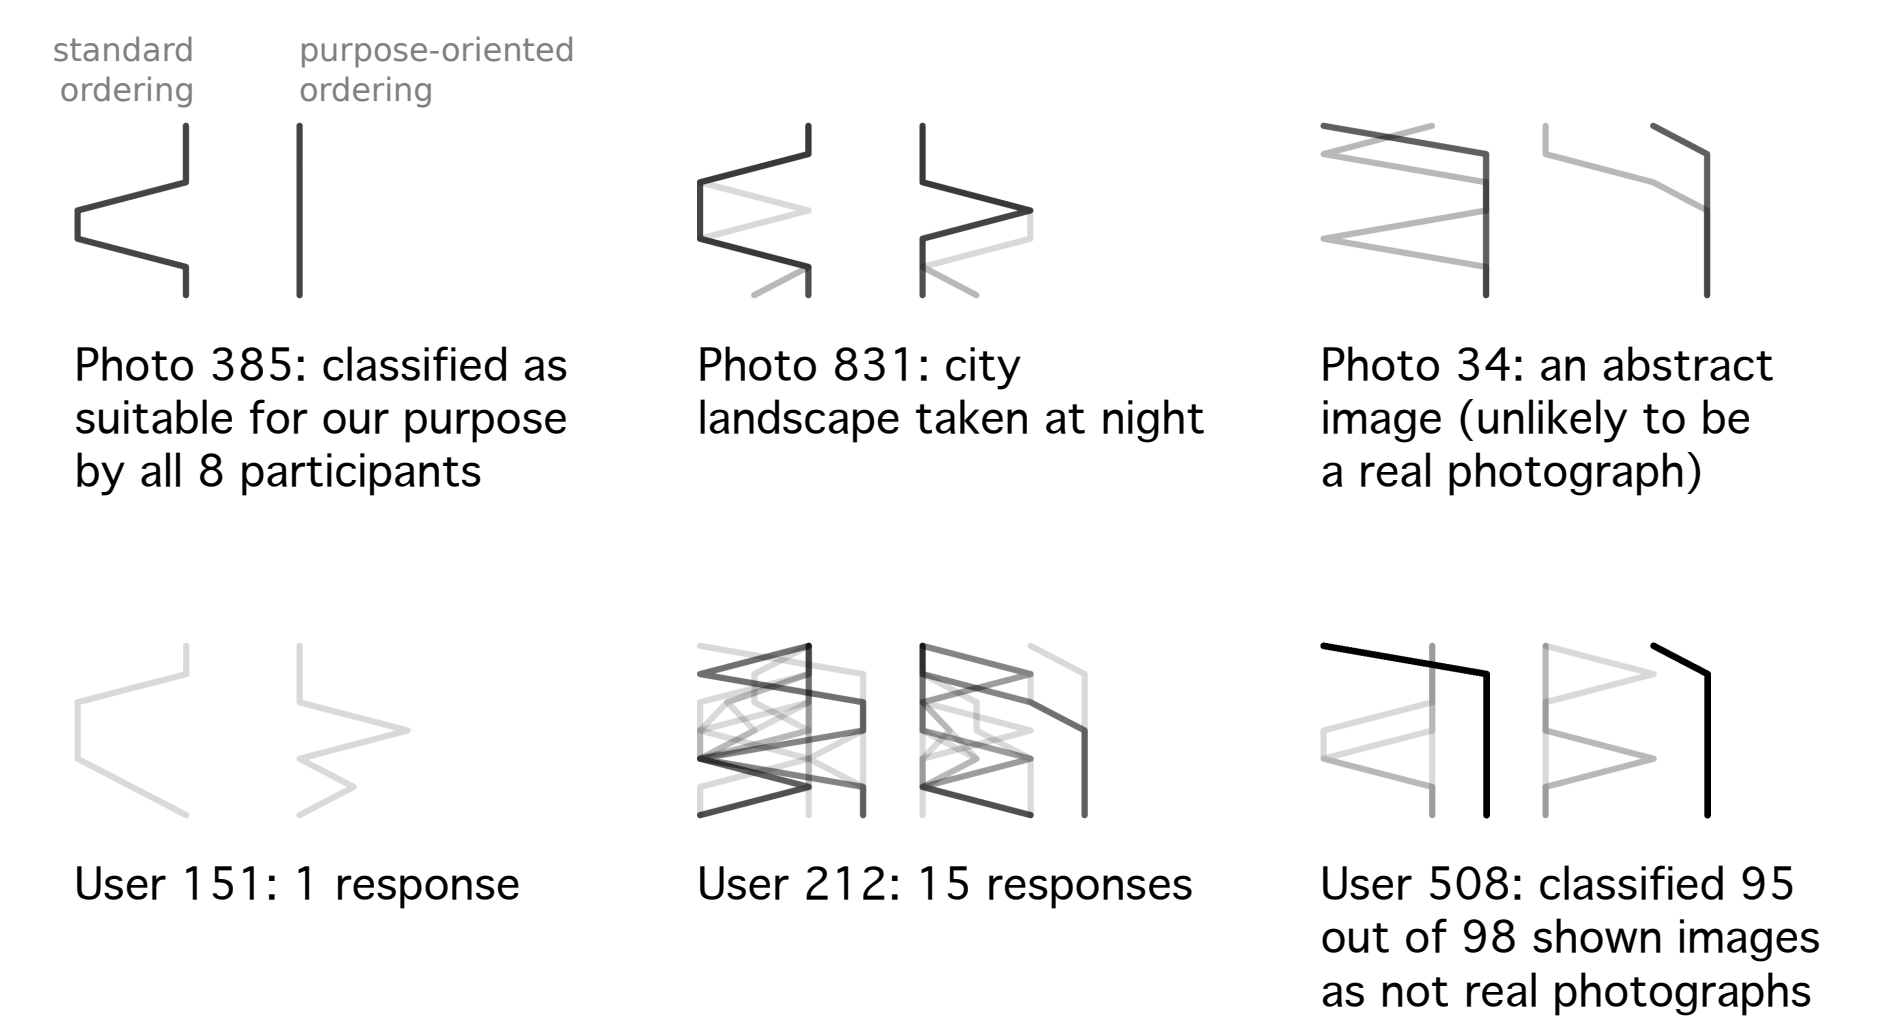 standard
ordering
purpose-oriented
ordering
Photo 385: classified as
suitable for our purpose
by all 8 participants
Photo 831: city
landscape taken at night
Photo 34: an abstract
image (unlikely to be
a real photograph)
User 151: 1 response
User 212: 15 responses
User 508: classified 95
out of 98 shown images
as not real photographs